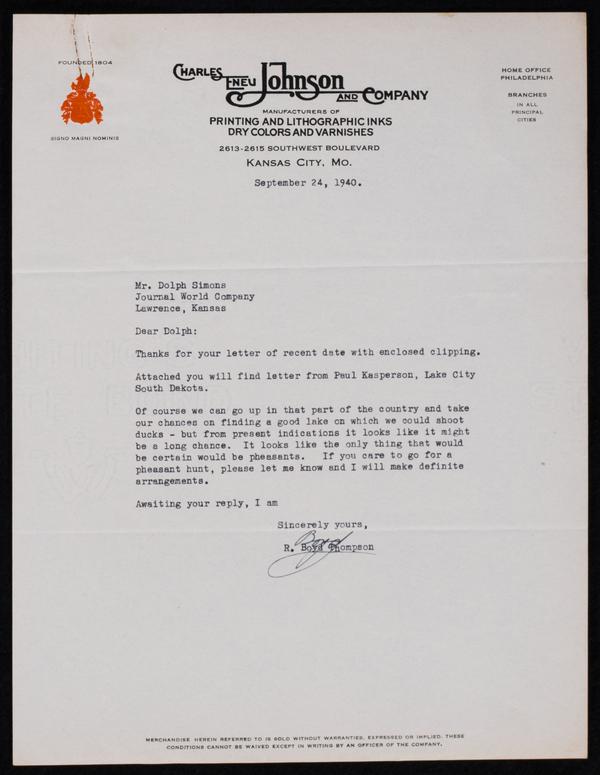 FOUNDED 1804
SIGNO MAGNI NOMINIS
CHARLES ENEU Johnson AND COMPANY
MANUFACTURERS OF
PRINTING AND LITHOGRAPHIC INKS
DRY COLORS AND VARNISHES
2613-2615 SOUTHWEST BOULEVARD
KANSAS CITY, MO.
HOME OFFICE
PHILADELPHIA
BRANCHES
IN ALL
PRINCIPAL
CITIES
September 24, 1940.
Mr. Dolph Simons
Journal World Company
Lawrence, Kansas
Dear Dolph:
Thanks for your letter of recent date with enclosed clipping.
Attached you will find letter from Paul Kasperson, Lake City
South Dakota.
Of course we can go up in that part of the country and take
our chances on finding a good lake on which we could shoot
ducks - but from present indications it looks like it might
be a long chance. It looks like the only thing that would
be certain would be pheasants. If you care to go for a
pheasant hunt, please let me know and I will make definite
arrangements.
Awaiting your reply, I am
Sincerely yours,
Boyd
R. Boyd Thompson
MERCHANDISE HEREIN REFERRED TO IS SOLD WITHOUT WARRANTIES, EXPRESSED OR IMPLIED. THESE
CONDITIONS CANNOT BE WAIVED EXCEPT IN WRITING BY AN OFFICER OF THE COMPANY.